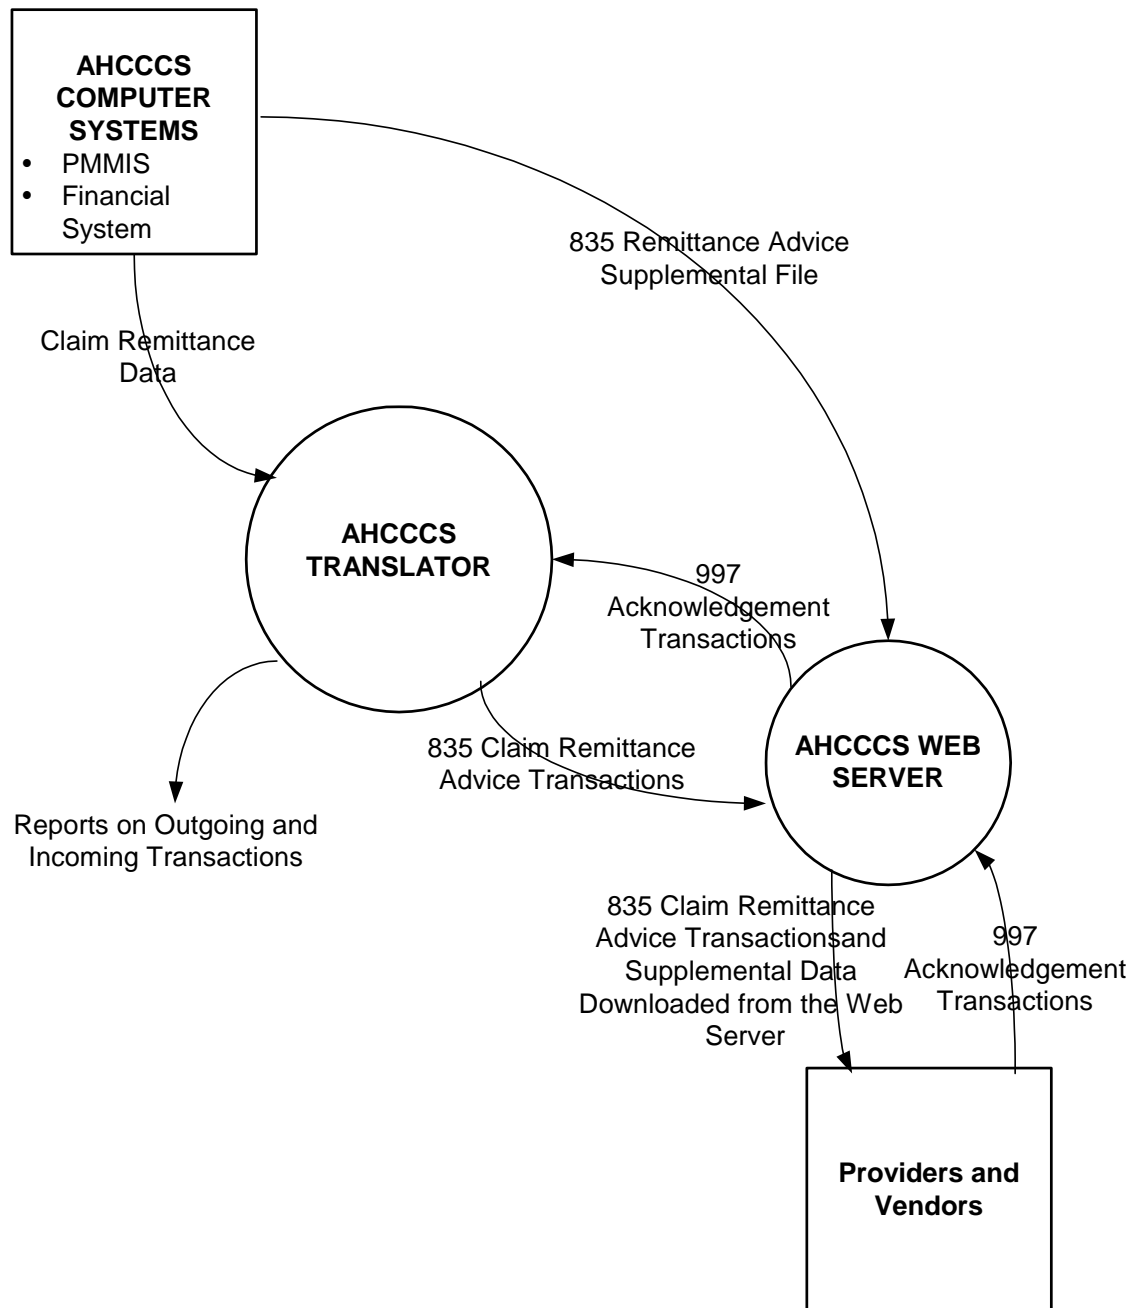 AHCCCS
COMPUTER
SYSTEMS
• PMMIS
• Financial
System
835 Remittance Advice
Supplemental File
Claim Remittance
Data
AHCCCS
TRANSLATOR
997
Acknowledgement
Transactions
835 Claim Remittance
Advice Transactions
AHCCCS WEB
SERVER
Reports on Outgoing and
Incoming Transactions
835 Claim Remittance
Advice Transactionsand
Supplemental Data
Downloaded from the Web
Server
997
Acknowledgement
Transactions
Providers and
Vendors